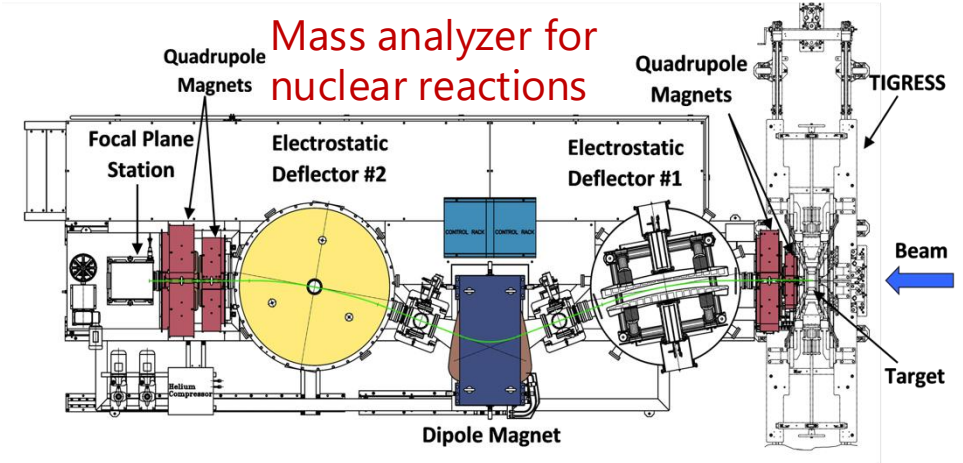 Mass analyzer for
nuclear reactions
Quadrupole
Magnets
Quadrupole
Magnets
TIGRESS
Focal Plane
Station
Electrostatic
Deflector #2
Electrostatic
Deflector #1
CONTROL RACK
CONTROL RACK
Beam
Target
Helium
Compressor
Dipole Magnet